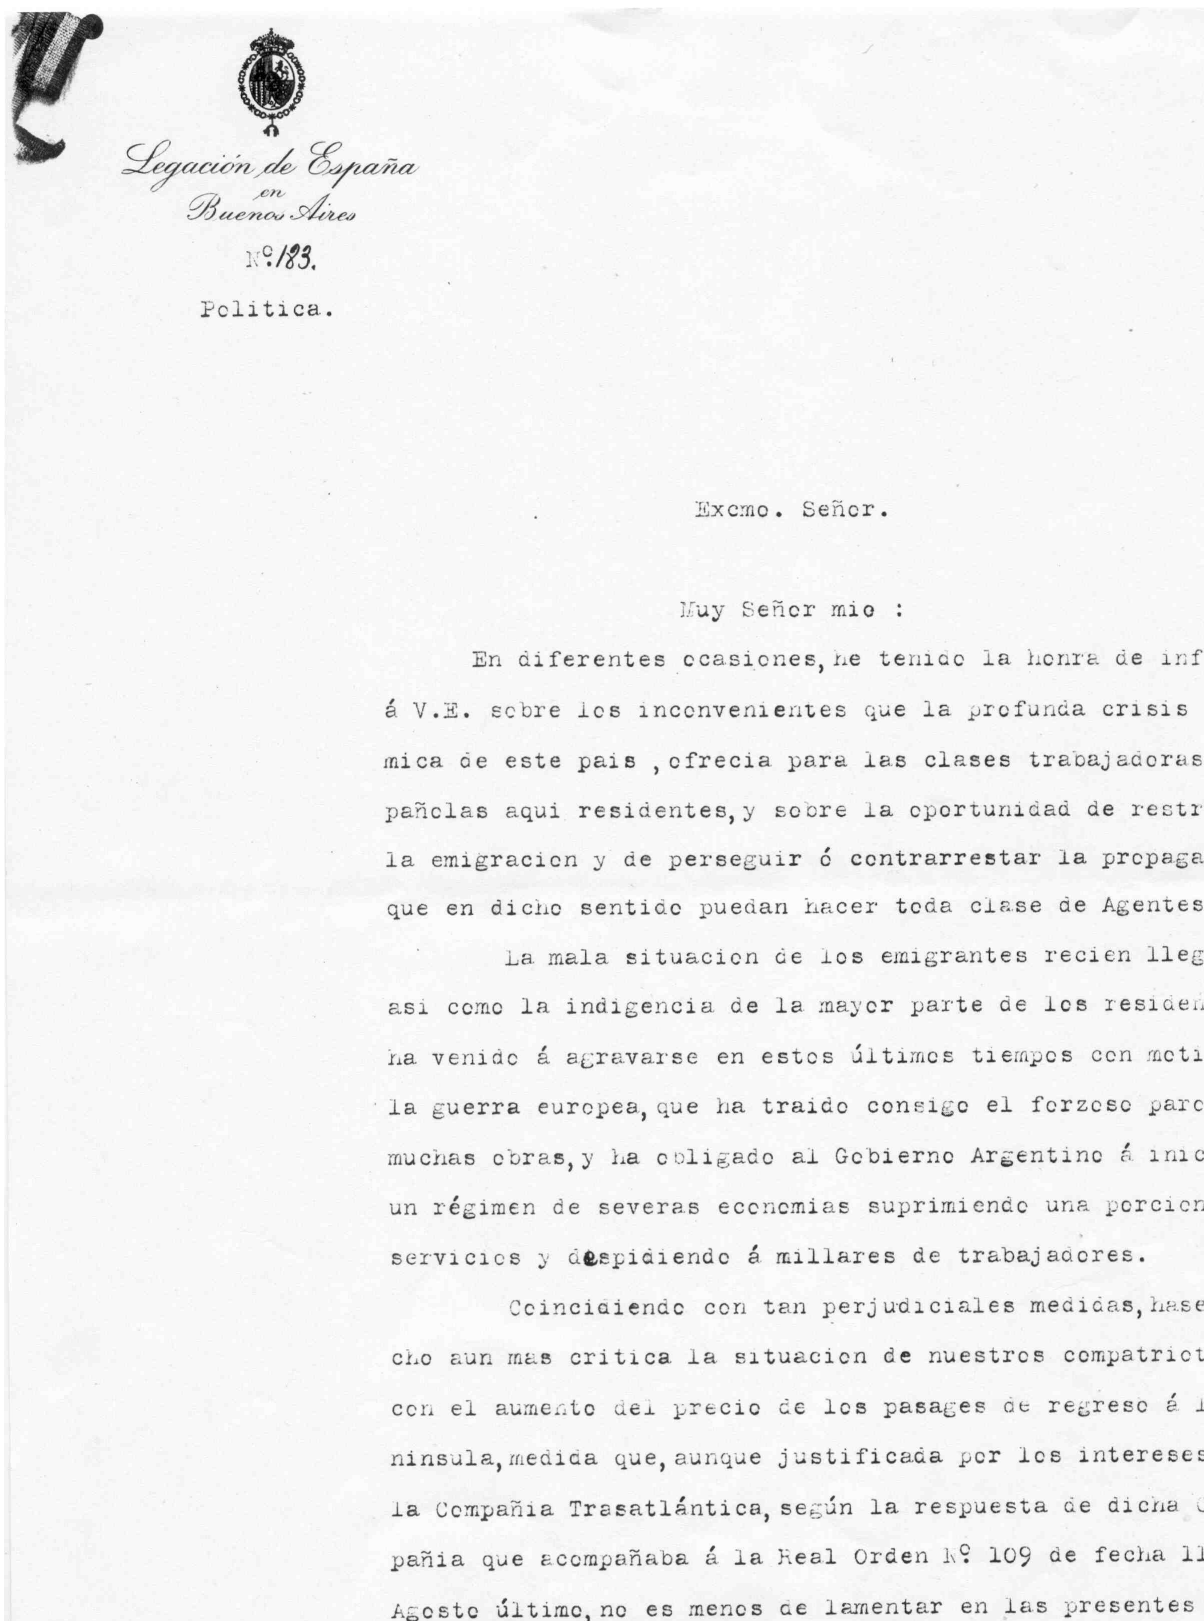 Legación de España
en
Buenos Aires
Nº.183.
Politica.
Excmo. Señor.
Muy Señor mio :
En diferentes ocasiones,he tenido la honra de inf
á V.E. sobre los inconvenientes que la profunda crisis
mica de este pais ,ofrecia para las clases trabajadoras
pañolas aqui residentes,y sobre la oportunidad de restr
la emigracion y de perseguir ó contrarrestar la propaga
que en dicho sentido puedan hacer toda clase de Agentes
La mala situacion de los emigrantes recien lleg
asi como la indigencia de la mayor parte de los residen
ha venido á agravarse en estos últimos tiempos con moti
la guerra europea,que ha traido consigo el forzoso paro
muchas obras,y ha obligado al Gobierno Argentino á inic
un régimen de severas economias suprimiendo una porcion
servicios y despidiendo á millares de trabajadores.
Coincidiendo con tan perjudiciales medidas,hase
cho aun mas critica la situacion de nuestros compatriot
con el aumento del precio de los pasages de regreso á l
ninsula,medida que,aunque justificada por los intereses
la Compañia Trasatlántica,según la respuesta de dicha C
pañia que acompañaba á la Real Orden Nº 109 de fecha 11
Agosto último,no es menos de lamentar en las presentes